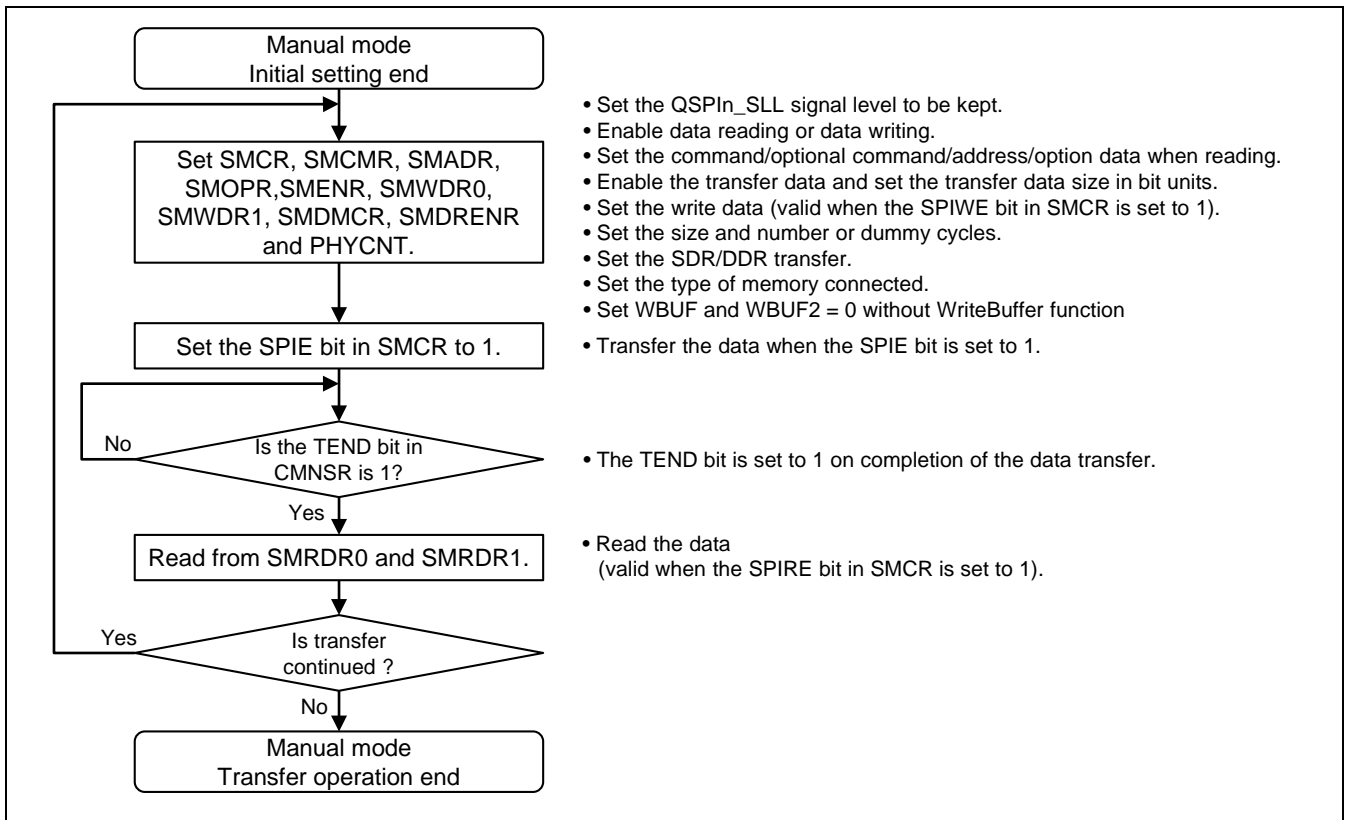 Manual mode
Initial setting end
• Set the QSPIn_SLL signal level to be kept.
• Enable data reading or data writing.
• Set the command/optional command/address/option data when reading.
• Enable the transfer data and set the transfer data size in bit units.
• Set the write data (valid when the SPIWE bit in SMCR is set to 1).
• Set the size and number or dummy cycles.
• Set the SDR/DDR transfer.
• Set the type of memory connected.
• Set WBUF and WBUF2 = 0 without WriteBuffer function
Set SMCR, SMCMR, SMADR,
SMOPR,SMENR, SMWDR0,
SMWDR1, SMDMCR, SMDRENR
and PHYCNT.
Set the SPIE bit in SMCR to 1.
• Transfer the data when the SPIE bit is set to 1.
No
Is the TEND bit in
CMNSR is 1?
• The TEND bit is set to 1 on completion of the data transfer.
Yes
Read from SMRDR0 and SMRDR1.
• Read the data
(valid when the SPIRE bit in SMCR is set to 1).
Yes
Is transfer
continued ?
No
Manual mode
Transfer operation end